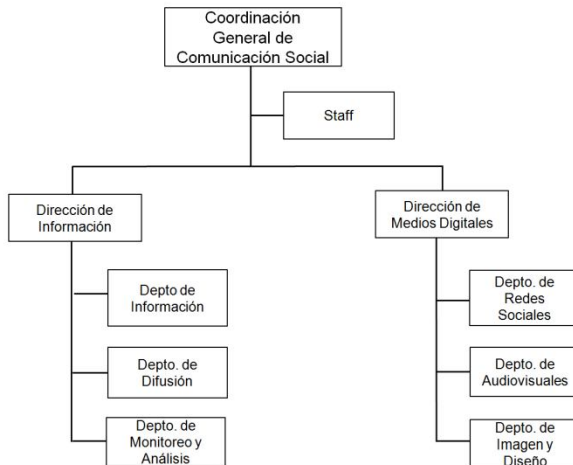 Coordinación
General de
Comunicación Social
Staff
Dirección de
Información
Dirección de
Medios Digitales
Depto de
Información
Depto. de
Redes
Sociales
Depto. de
Difusión
Depto. de
Audiovisuales
Depto. de
Monitoreo y
Análisis
Depto. de
Imagen y
Diseño